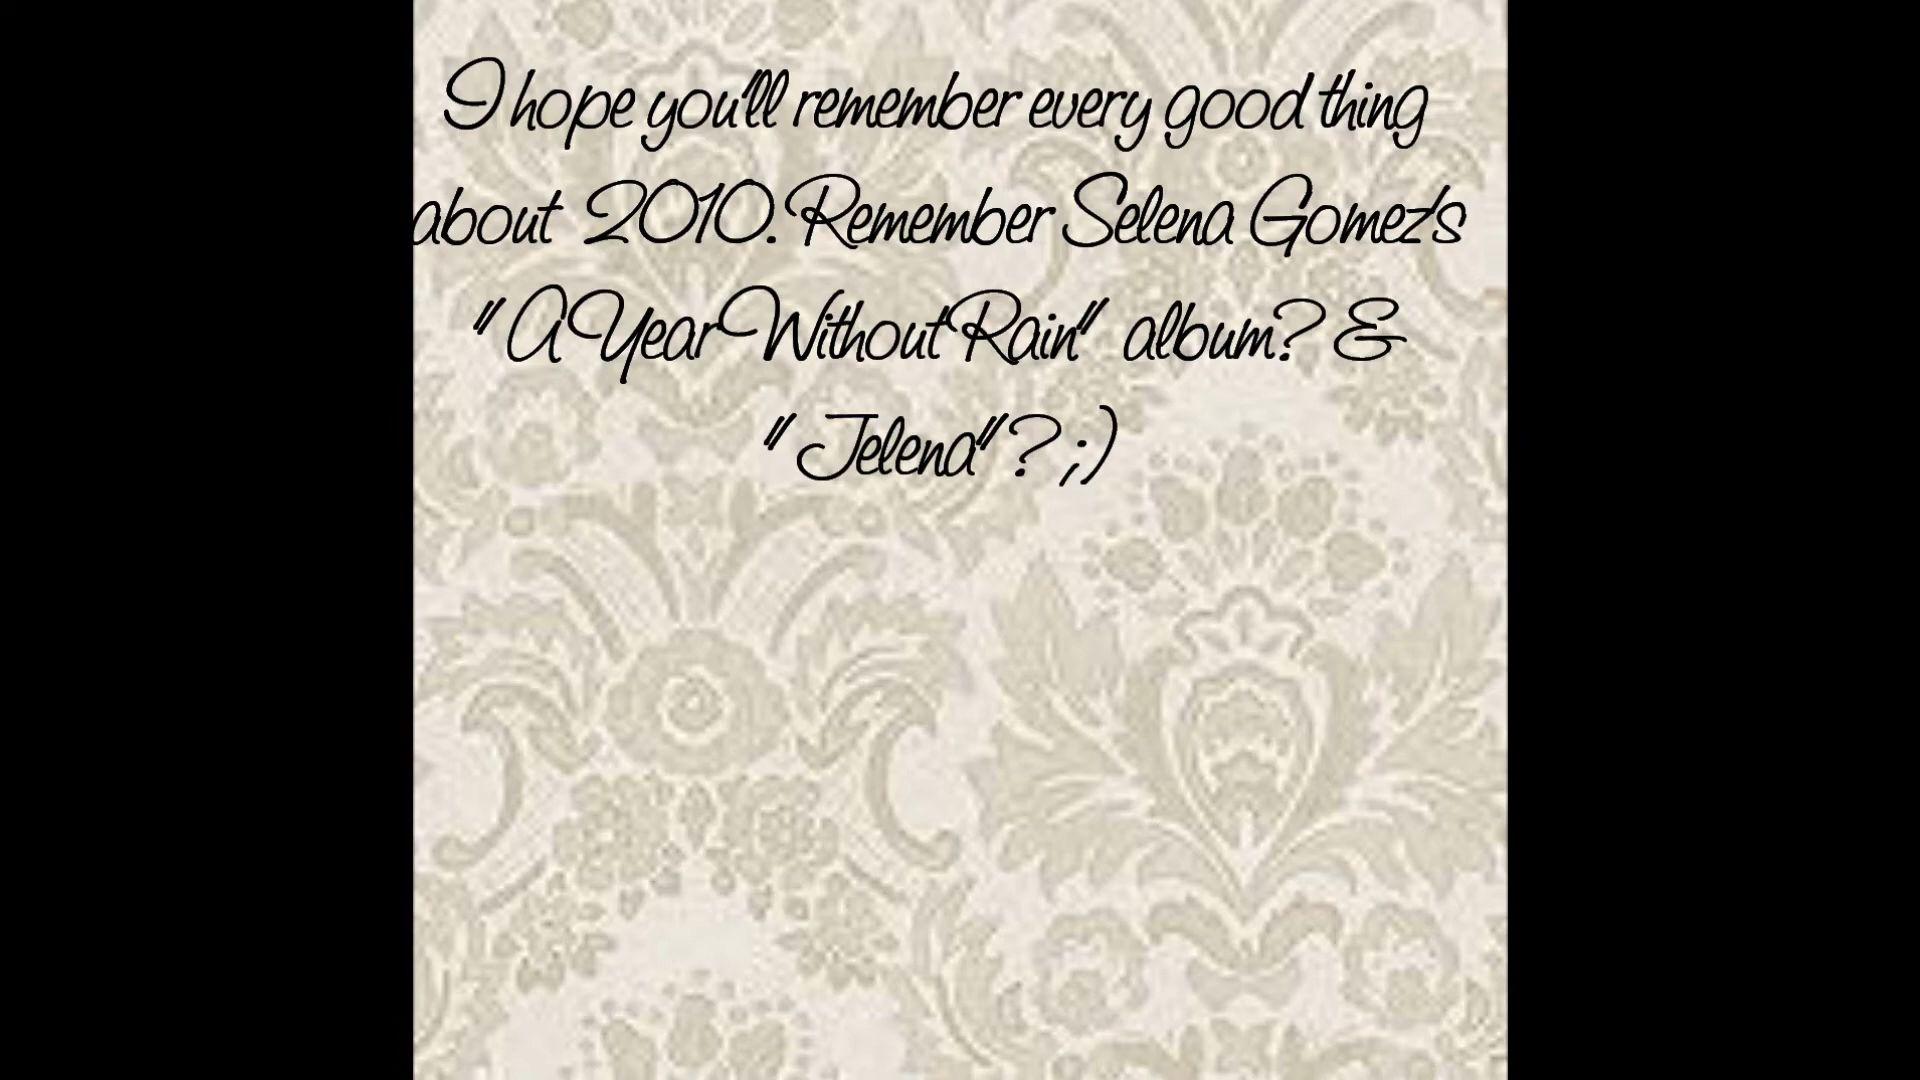 I hope you'll remember every good thing
about 2010. Remember Selena Gomez's
"A Year Without Rain" album? &
"Jelena"? ;)